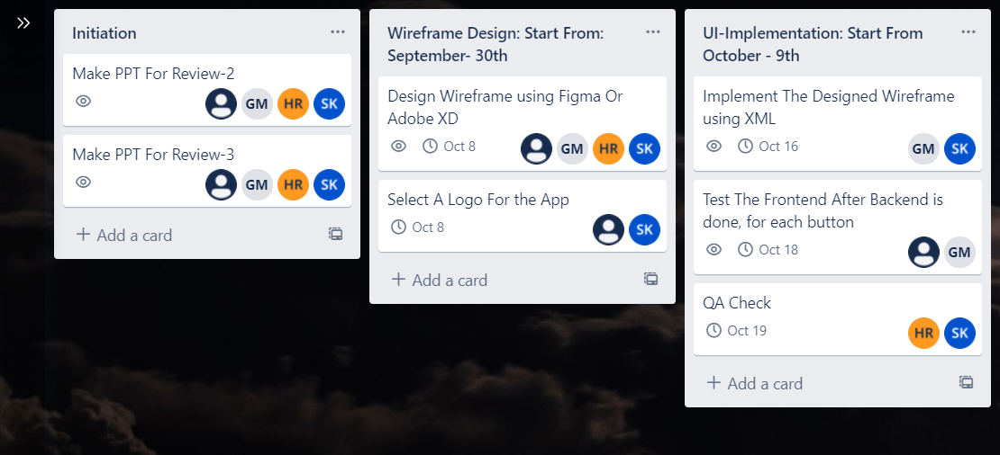 Initiation
Make PPT For Review-2
GM HR SK
Make PPT For Review-3
GM HR SK
Add a card
Wireframe Design: Start From:
September- 30th
Design Wireframe using Figma Or
Adobe XD
Oct 8 GM HR SK
Select A Logo For the App
Oct 8 SK
Add a card
UI-Implementation: Start From
October - 9th
Implement The Designed Wireframe
using XML
Oct 16 GM SK
Test The Frontend After Backend is
done, for each button
Oct 18 GM
QA Check
Oct 19 HR SK
Add a card